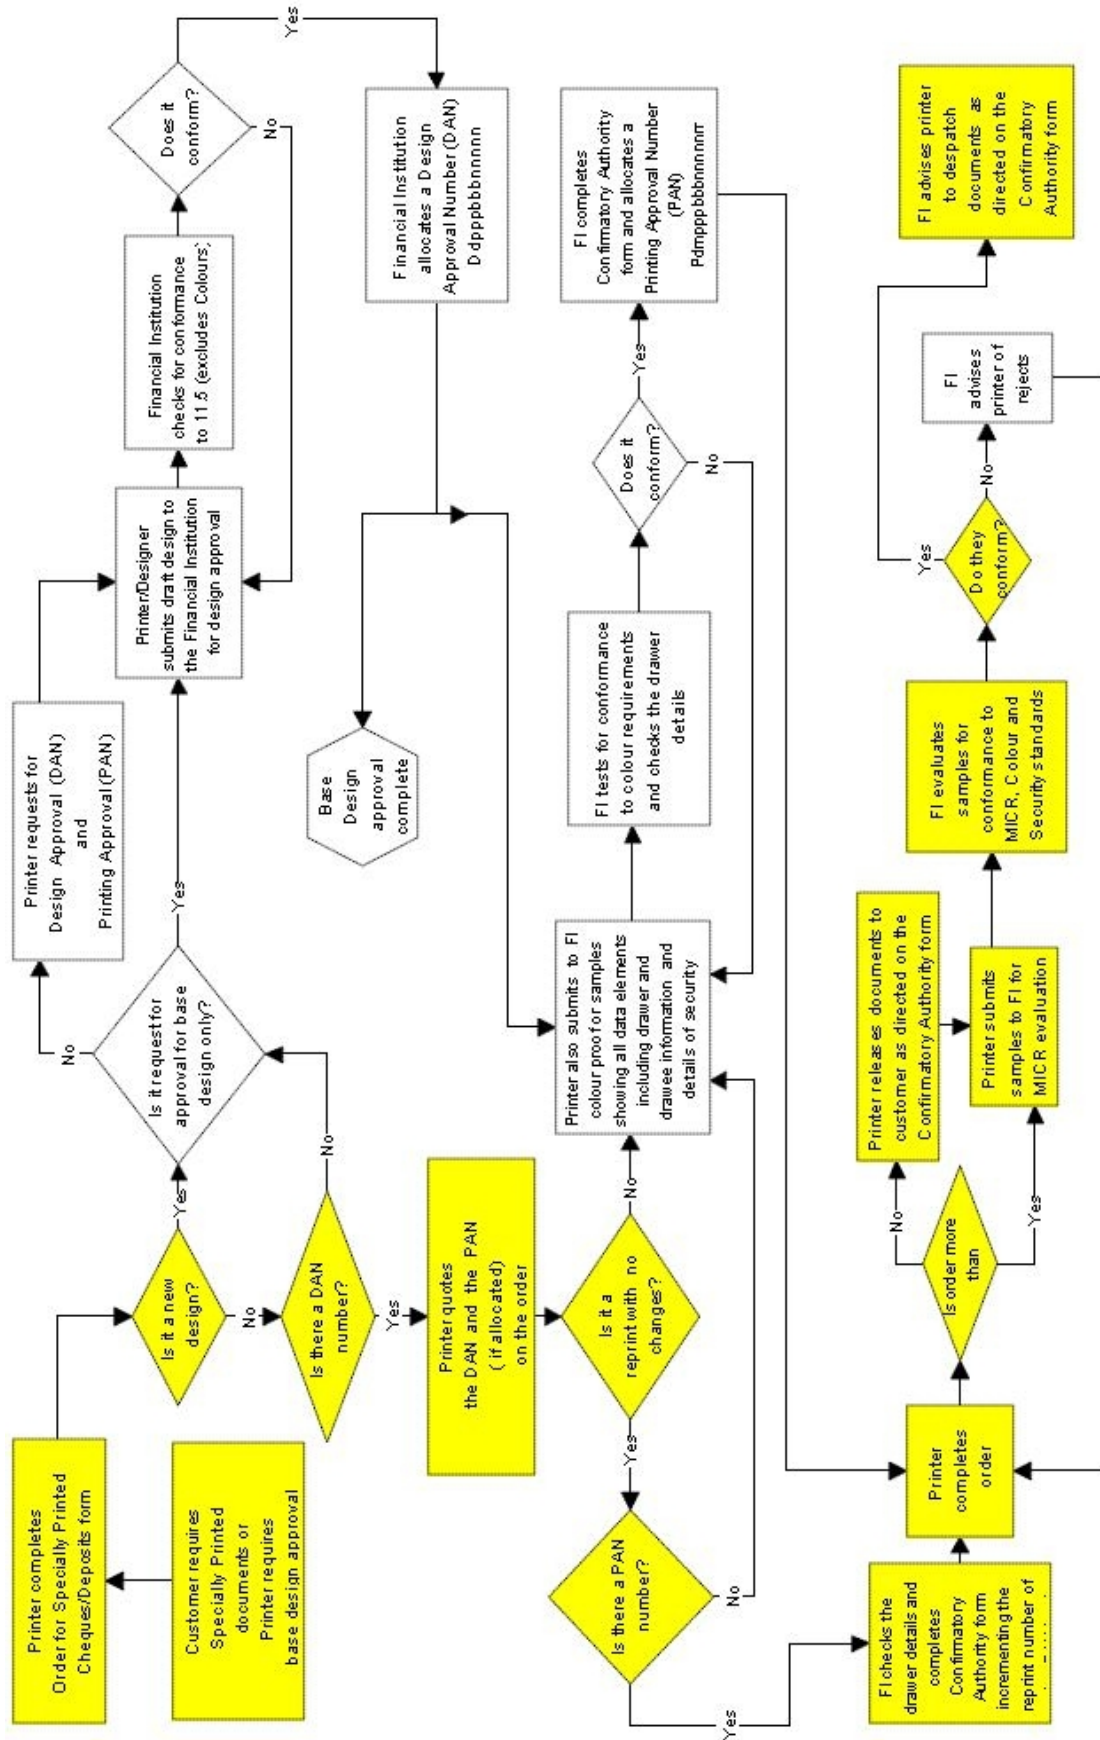 Customer requires
Specially Printed
documents or
Printer requires
base design approval
Printer completes
Order for Specially Printed
Cheques/Deposits form
Is it a new
design?
Yes
No
Is there a DAN
number?
No
Yes
Is it request for
approval for base
design only?
No
Yes
Printer requests for
Design Approval (DAN)
and
Printing Approval (PAN)
Printer/Designer
submits draft design to
the Financial Institution
for design approval
Financial Institution
checks for conformance
to 11.5 (excludes Colours)
Does it
conform?
No
Yes
Financial Institution
allocates a Design
Approval Number (DAN)
Base
Design
approval
complete
Printer quotes
the DAN and the PAN
( if allocated)
on the order
Is it a
reprint with no
changes?
No
Yes
Printer also submits to FI
colour proof for samples
showing all data elements
including drawer and
drawee information and
details of security
FI tests for conformance
to colour requirements
and checks the drawer
details
Does it
conform?
No
Yes
FI completes
Confirmatory Authority
form and allocates a
Printing Approval Number
(PAN)
Is there a PAN
number?
No
Yes
FI checks the
drawer details and
completes
Confirmatory
Authority form
incrementing the
reprint number of
Printer
completes
order
Is order more
than
No
Yes
Printer releases documents to
customer as directed on the
Confirmatory Authority form
Printer submits
samples to FI for
MICR evaluation
FI evaluates
samples for
conformance to
MICR, Colour and
Security standards
Do they
conform?
Yes
No
FI
advises
printer of
rejects
FI advises printer
to despatch
documents as
directed on the
Confirmatory
Authority form